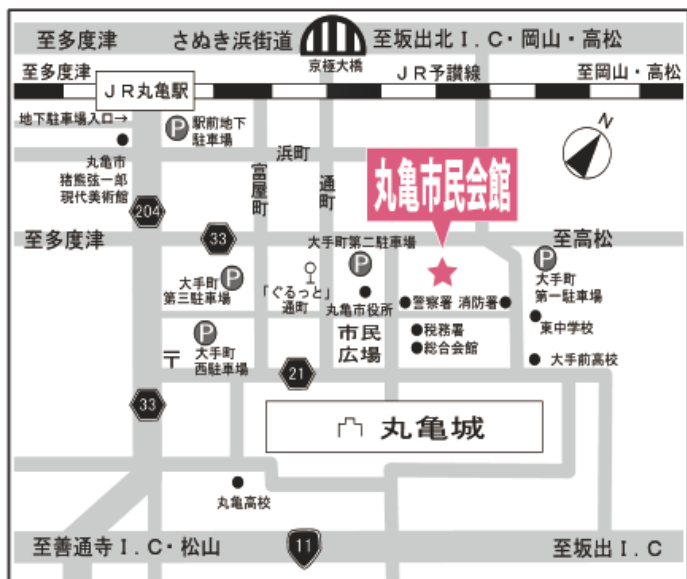 至多度津
さぬき浜街道
京極大橋
至坂出北I.C・岡山・高松
至多度津
JR丸亀駅
JR予讃線
至岡山・高松
地下駐車場入口→
P
駅前地下
駐車場
N
丸亀市
猪熊弦一郎
現代美術館
浜町
富屋町
通町
丸亀市民会館
204
至多度津
33
大手町第二駐車場
至高松
大手町
第三駐車場
P
「ぐるっと」
通町
P
丸亀市役所
●警察署 消防署●
P
大手町
第一駐車場
東中学校
市民
広場
●税務署
●総合会館
大手前高校
〒
P
大手町
西駐車場
21
33
丸亀城
丸亀高校
至善通寺I.C・松山
11
至坂出I.C